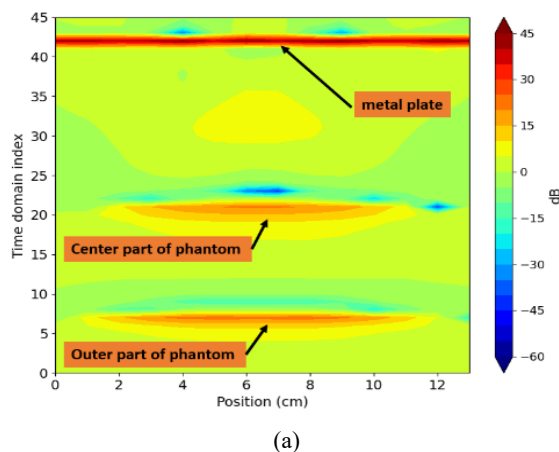 45
40
35
30
25
20
15
10
5
0
Time domain index
metal plate
Center part of phantom
Outer part of phantom
0 2 4 6 8 10 12
Position (cm)
45
30
15
0
−15
−30
−45
−60
dB
(a)